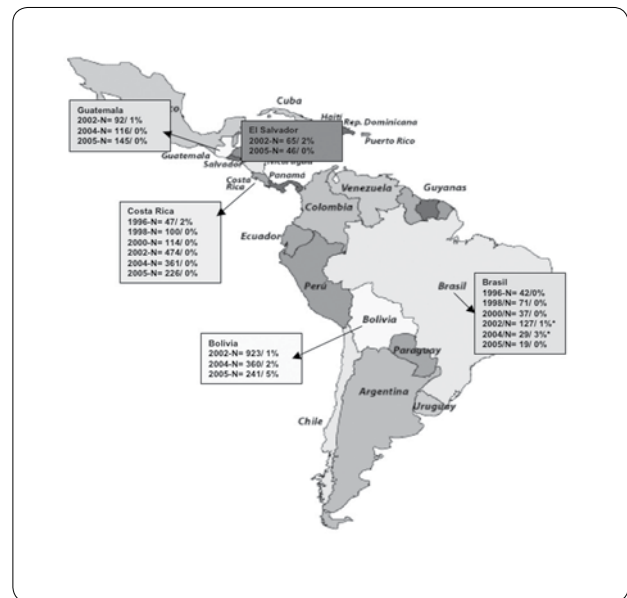 Cuba
Haití
Rep. Dominicana
Puerto Rico
Guatemala
2002-N= 92/ 1%
2004-N= 116/ 0%
2005-N= 145/ 0%
El Salvador
2002-N= 65/ 2%
2005-N= 46/ 0%
Guatemala
Salvador
Nicaragua
Costa
Rica
Panamá
Venezuela
Guyanas
Colombia
Costa Rica
1996-N= 47/ 2%
1998-N= 100/ 0%
2000-N= 114/ 0%
2002-N= 474/ 0%
2004-N= 361/ 0%
2005-N= 226/ 0%
Ecuador
Perú
Brasil
Brasil
1996-N= 42/0%
1998/N= 71/ 0%
2000/N= 37/ 0%
2002/N= 127/ 1%*
2004/N= 29/ 3%*
2005/N= 19/ 0%
Bolivia
Bolivia
2002-N= 923/ 1%
2004-N= 360/ 2%
2005-N= 241/ 5%
Paraguay
Argentina
Uruguay
Chile